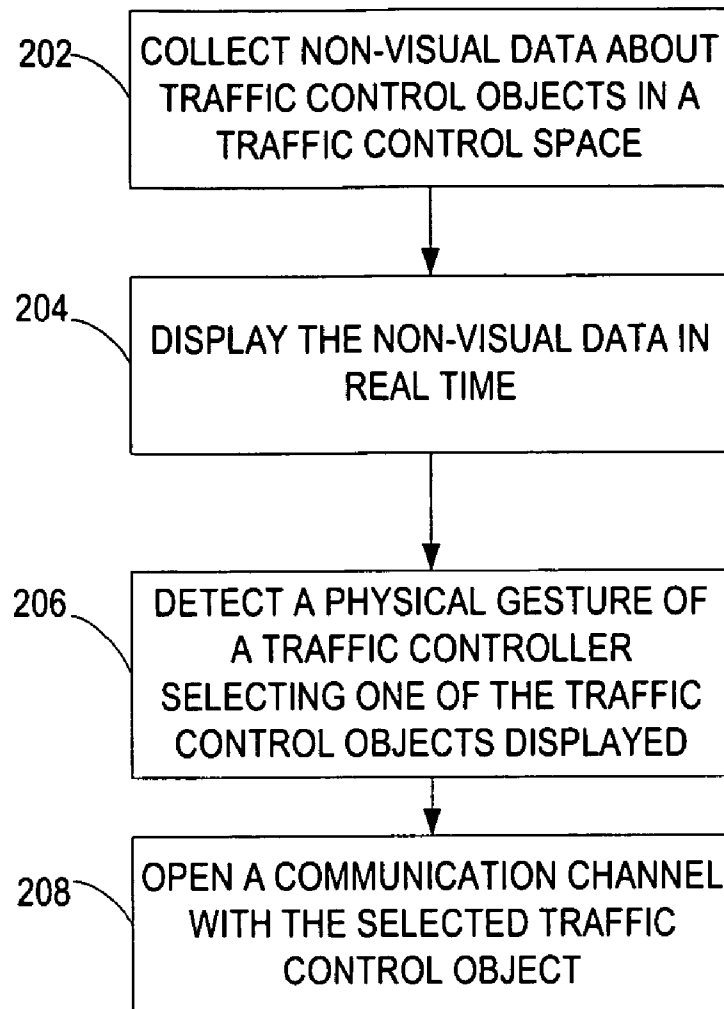 202
COLLECT NON-VISUAL DATA ABOUT
TRAFFIC CONTROL OBJECTS IN A
TRAFFIC CONTROL SPACE
204
DISPLAY THE NON-VISUAL DATA IN
REAL TIME
206
DETECT A PHYSICAL GESTURE OF
A TRAFFIC CONTROLLER
SELECTING ONE OF THE TRAFFIC
CONTROL OBJECTS DISPLAYED
208
OPEN A COMMUNICATION CHANNEL
WITH THE SELECTED TRAFFIC
CONTROL OBJECT